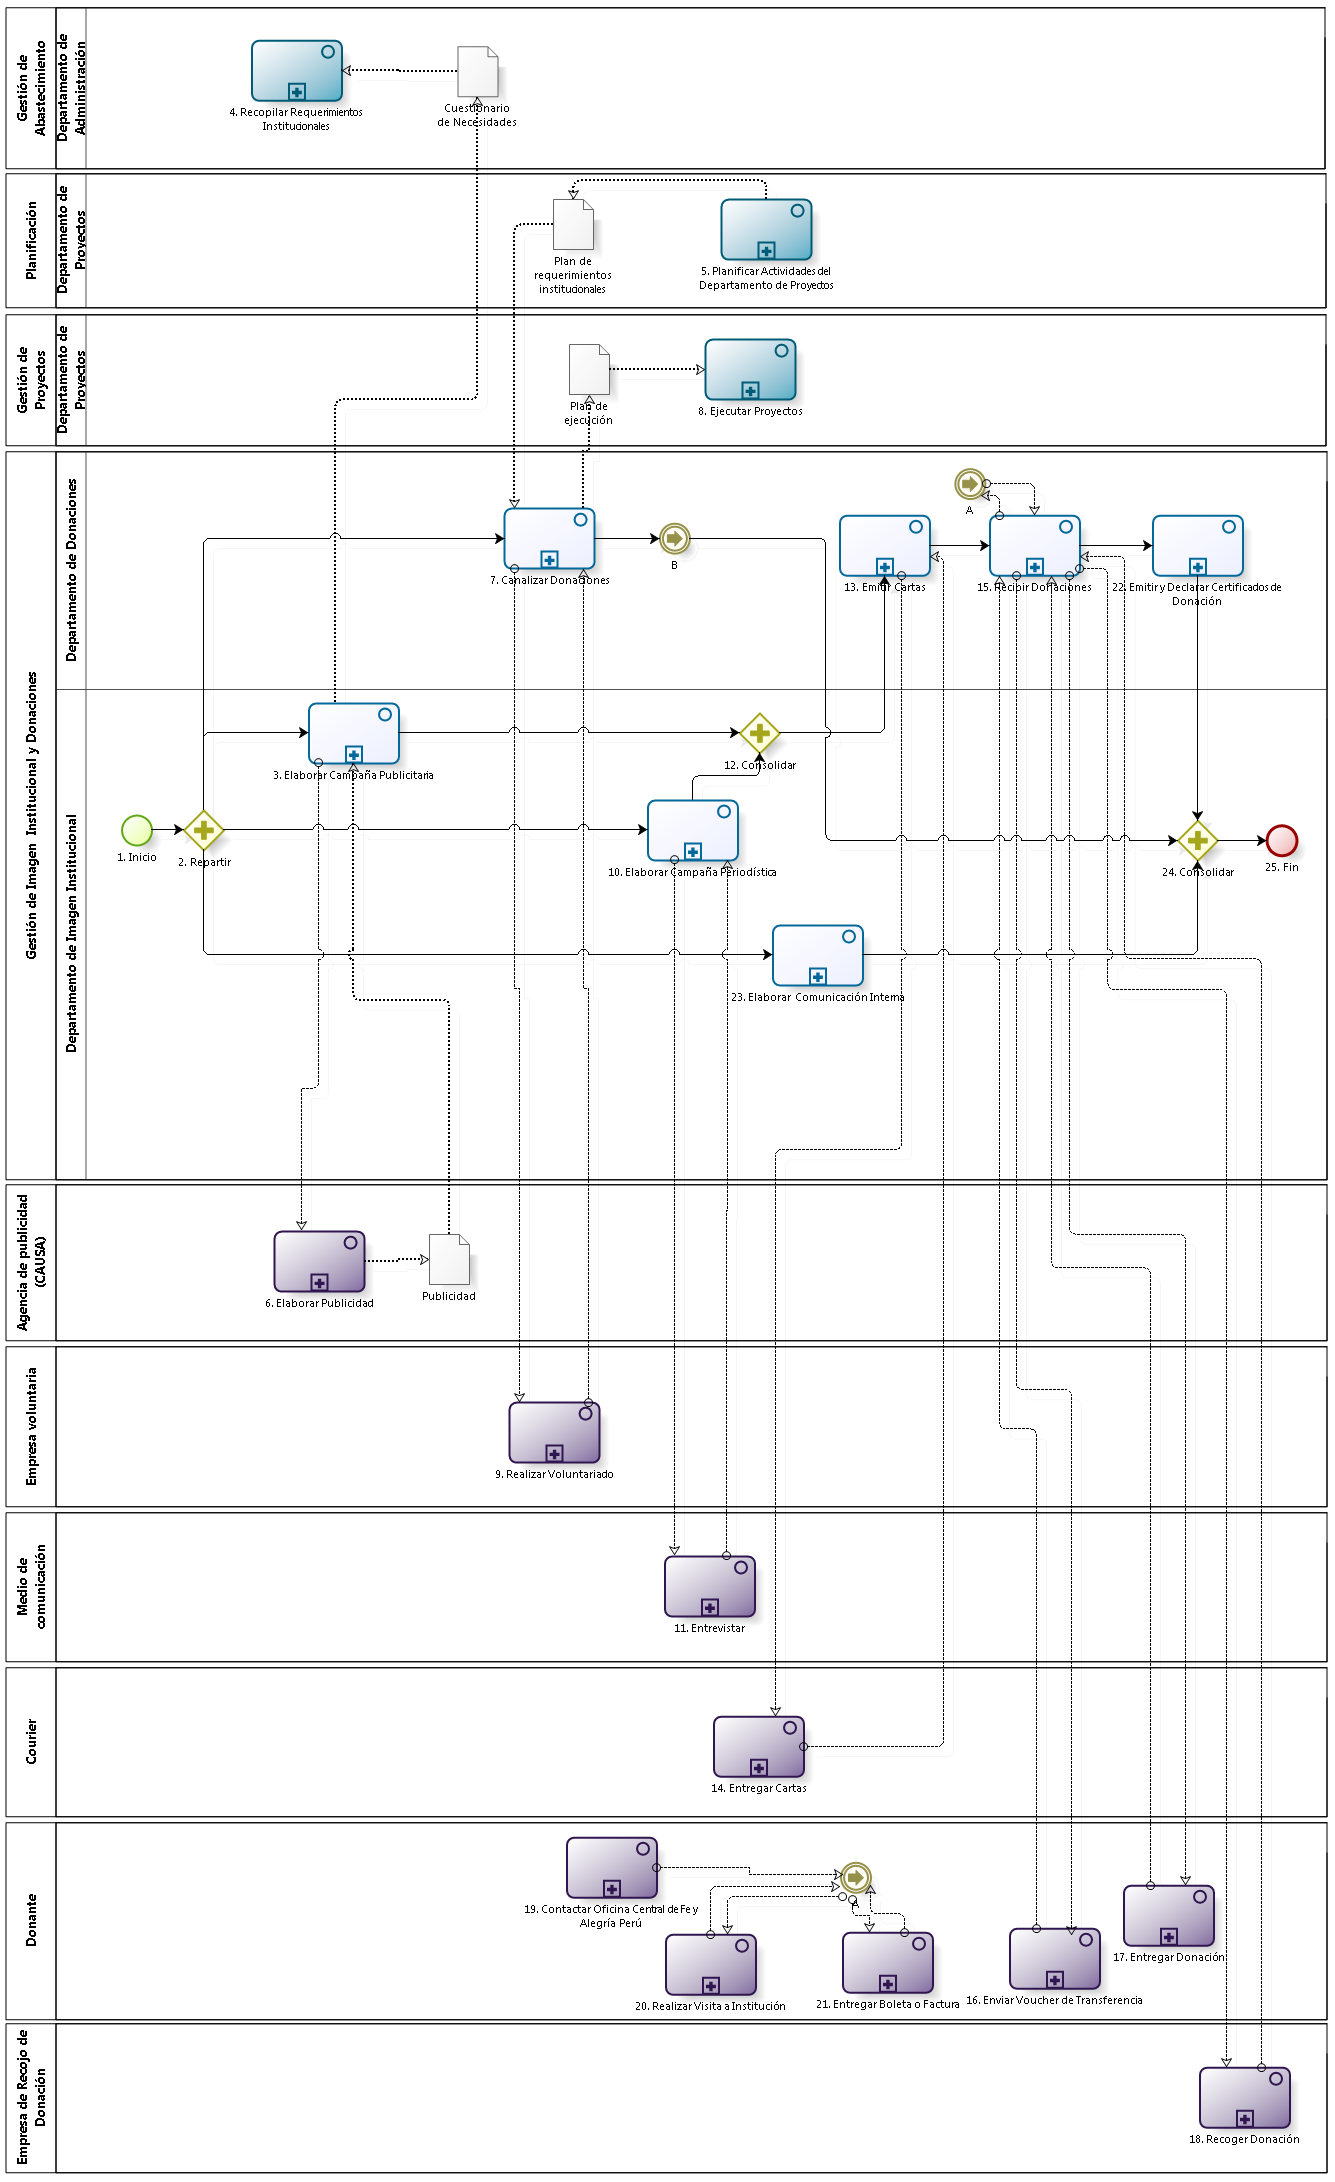 Gestión de
Abastecimiento
Departamento de
Administración
4. Recopilar Requerimientos
Institucionales
Cuestionario
de Necesidades
Planificación
Departamento de
Proyectos
Plan de
requerimientos
institucionales
5. Planificar Actividades del
Departamento de Proyectos
Gestión de
Proyectos
Departamento de
Proyectos
Plan de
ejecución
8. Ejecutar Proyectos
Gestión de Imagen Institucional y Donaciones
Departamento de Donaciones
7. Canalizar Donaciones
B
A
13. Emitir Cartas
15. Recibir Donaciones
22. Emitir y Declarar Certificados de
Donación
Departamento de Imagen Institucional
3. Elaborar Campaña Publicitaria
12. Consolidar
1. Inicio
2. Repartir
10. Elaborar Campaña Periodística
24. Consolidar
25. Fin
23. Elaborar Comunicación Interna
Agencia de publicidad
(CAUSA)
6. Elaborar Publicidad
Publicidad
Empresa voluntaria
9. Realizar Voluntariado
Medio de
comunicación
11. Entrevistar
Courier
14. Entregar Cartas
Donante
19. Contactar Oficina Central de Fe y
Alegría Perú
A
20. Realizar Visita a Institución
21. Entregar Boleta o Factura
16. Enviar Voucher de Transferencia
17. Entregar Donación
Empresa de Recojo de
Donación
18. Recoger Donación